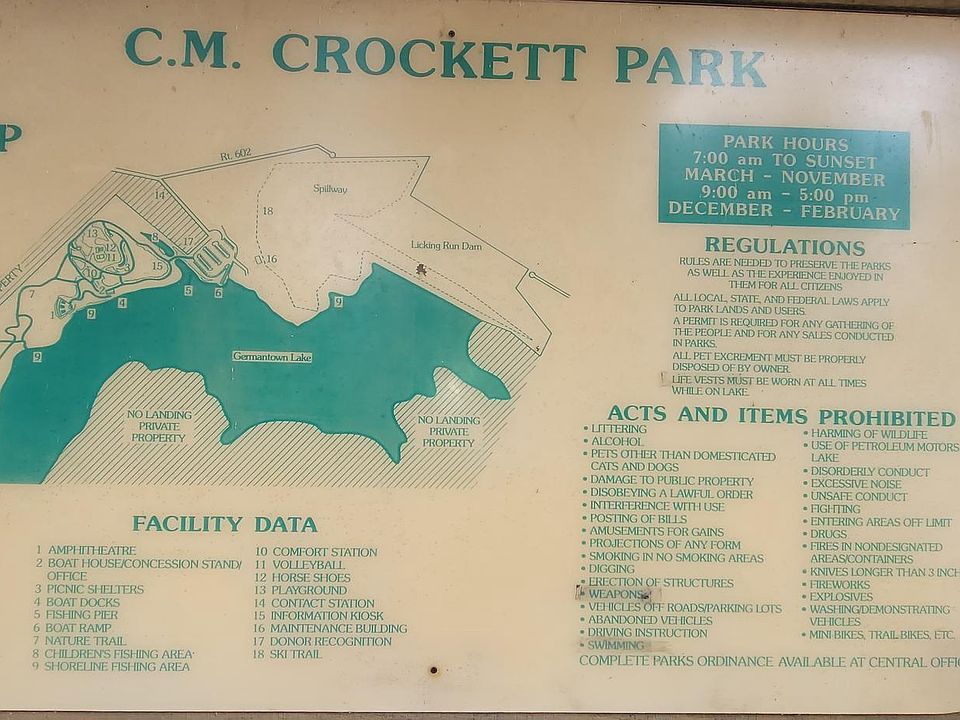 C.M. CROCKETT PARK
P
PARK HOURS
7:00 am TO SUNSET
MARCH - NOVEMBER
9:00 am - 5:00 pm
DECEMBER - FEBRUARY
Rt. 602
Spillway
14
18
13
8
17
Licking Run Dam
12
11
16
15
10
PERTY
7
2
5
6
4
9
1
9
9
Germantown Lake
NO LANDING
PRIVATE
PROPERTY
NO LANDING
PRIVATE
PROPERTY
REGULATIONS
RULES ARE NEEDED TO PRESERVE THE PARKS
AS WELL AS THE EXPERIENCE ENJOYED IN
THEM FOR ALL CITIZENS
ALL LOCAL, STATE, AND FEDERAL LAWS APPLY
TO PARK LANDS AND USERS.
A PERMIT IS REQUIRED FOR ANY GATHERING OF
THE PEOPLE AND FOR ANY SALES CONDUCTED
IN PARKS.
ALL PET EXCREMENT MUST BE PROPERLY
DISPOSED OF BY OWNER.
LIFE VESTS MUST BE WORN AT ALL TIMES
WHILE ON LAKE.
ACTS AND ITEMS PROHIBITED
• LITTERING
• ALCOHOL
• PETS OTHER THAN DOMESTICATED
CATS AND DOGS
• DAMAGE TO PUBLIC PROPERTY
• DISOBEYING A LAWFUL ORDER
• INTERFERENCE WITH USE
• POSTING OF BILLS
• AMUSEMENTS FOR GAINS
• PROJECTIONS OF ANY FORM
• SMOKING IN NO SMOKING AREAS
• DIGGING
• ERECTION OF STRUCTURES
• WEAPONS
• VEHICLES OFF ROADS/PARKING LOTS
• ABANDONED VEHICLES
• DRIVING INSTRUCTION
• SWIMMING
• HARMING OF WILDLIFE
• USE OF PETROLEUM MOTORS
LAKE
• DISORDERLY CONDUCT
• EXCESSIVE NOISE
• UNSAFE CONDUCT
• FIGHTING
• ENTERING AREAS OFF LIMIT
• DRUGS
• FIRES IN NONDESIGNATED
AREAS/CONTAINERS
• KNIVES LONGER THAN 3 INCH
• FIREWORKS
• EXPLOSIVES
• WASHING/DEMONSTRATING
VEHICLES
• MINI BIKES, TRAIL BIKES, ETC.
COMPLETE PARKS ORDINANCE AVAILABLE AT CENTRAL OFFIC
FACILITY DATA
1 AMPHITHEATRE
2 BOAT HOUSE/CONCESSION STAND/
OFFICE
3 PICNIC SHELTERS
4 BOAT DOCKS
5 FISHING PIER
6 BOAT RAMP
7 NATURE TRAIL
8 CHILDREN'S FISHING AREA
9 SHORELINE FISHING AREA
10 COMFORT STATION
11 VOLLEYBALL
12 HORSE SHOES
13 PLAYGROUND
14 CONTACT STATION
15 INFORMATION KIOSK
16 MAINTENANCE BUILDING
17 DONOR RECOGNITION
18 SKI TRAIL